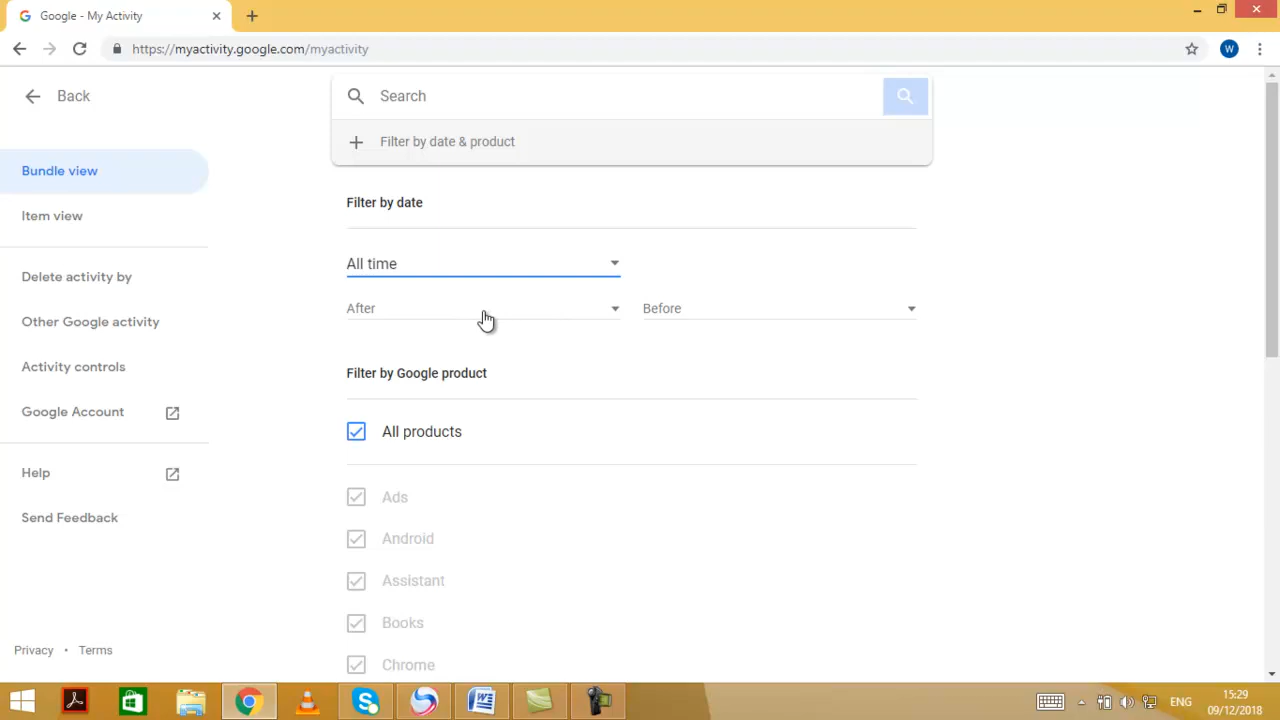 Google - My Activity
https://myactivity.google.com/myactivity
W
Back
Search
Filter by date & product
Bundle view
Item view
Delete activity by
Other Google activity
Activity controls
Google Account
Help
Send Feedback
Privacy • Terms
Filter by date
All time
After Before
Filter by Google product
All products
Ads
Android
Assistant
Books
Chrome
ENG
15:29
09/12/2018